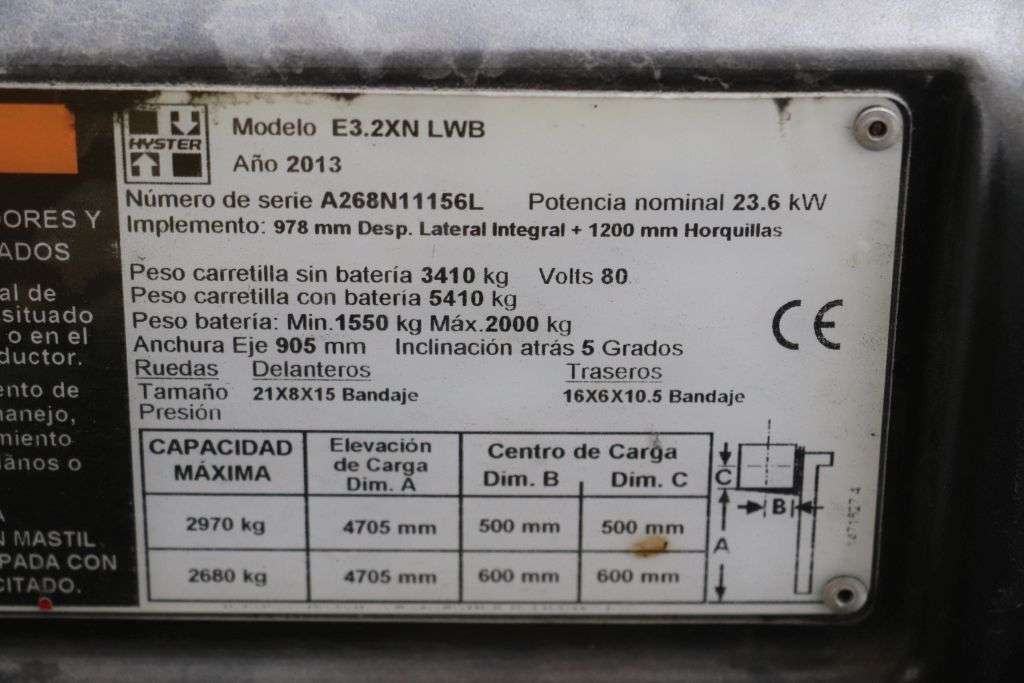 HYSTER
Modelo E3.2XN LWB
Año 2013
Número de serie A268N11156L Potencia nominal 23.6 kW
Implemento: 978 mm Desp. Lateral Integral + 1200 mm Horquillas
Peso carretilla sin batería 3410 kg Volts 80
Peso carretilla con batería 5410 kg
Peso batería: Min.1550 kg Máx.2000 kg
Anchura Eje 905 mm Inclinación atrás 5 Grados
Ruedas Delanteros Traseros
Tamaño 21X8X15 Bandaje 16X6X10.5 Bandaje
Presión
CAPACIDAD MÁXIMA
Elevación de Carga Dim. A
Centro de Carga
Dim. B Dim. C
2970 kg 4705 mm 500 mm 500 mm
2680 kg 4705 mm 600 mm 600 mm
C
B
A
CE
DORES Y
ADOS
al de
situado
o en el
ductor.
ento de
anejo,
miento
o
A
N MASTIL
PADA CON
CITADO.